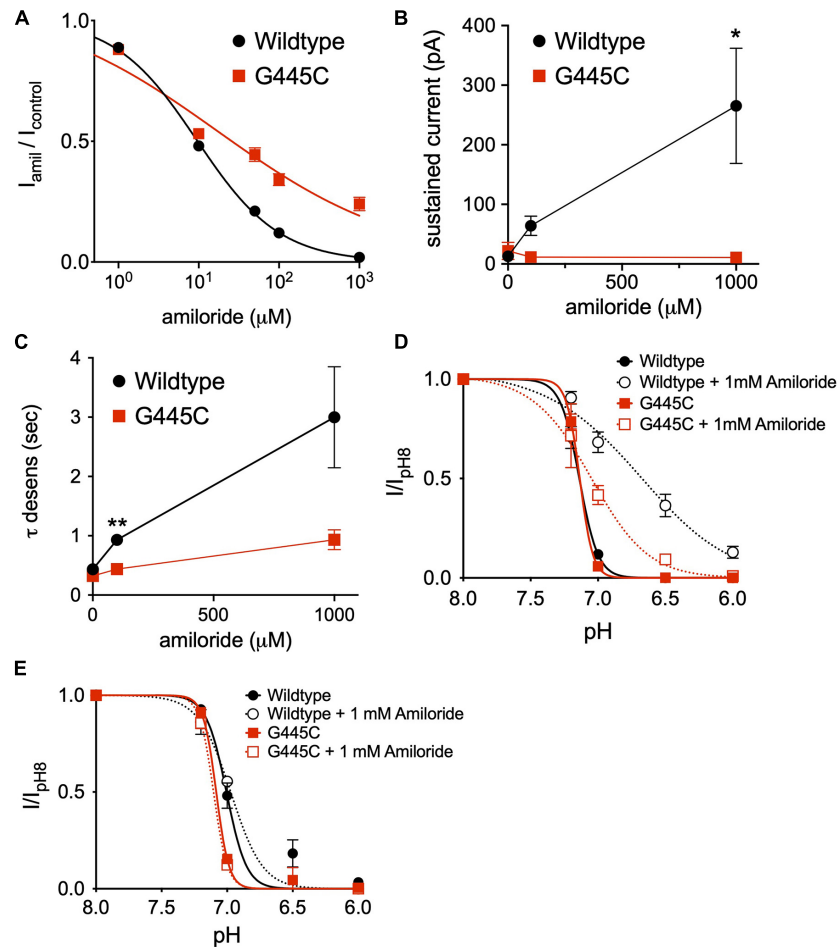 A
Wildtype
G445C
1.0
0.5
0.0
I_amil / I_control
10^0
10^1
10^2
10^3
amiloride (μM)
B
Wildtype
G445C
*
400
300
200
100
0
sustained current (pA)
0
500
1000
amiloride (μM)
C
Wildtype
G445C
**
4
3
2
1
0
τ desens (sec)
0
500
1000
amiloride (μM)
D
Wildtype
Wildtype + 1mM Amiloride
G445C
G445C + 1mM Amiloride
1.0
0.5
0.0
I/I_pH8
8.0
7.5
7.0
6.5
6.0
pH
E
Wildtype
Wildtype + 1 mM Amiloride
G445C
G445C + 1 mM Amiloride
1.0
0.5
0.0
I/I_pH8
8.0
7.5
7.0
6.5
6.0
pH